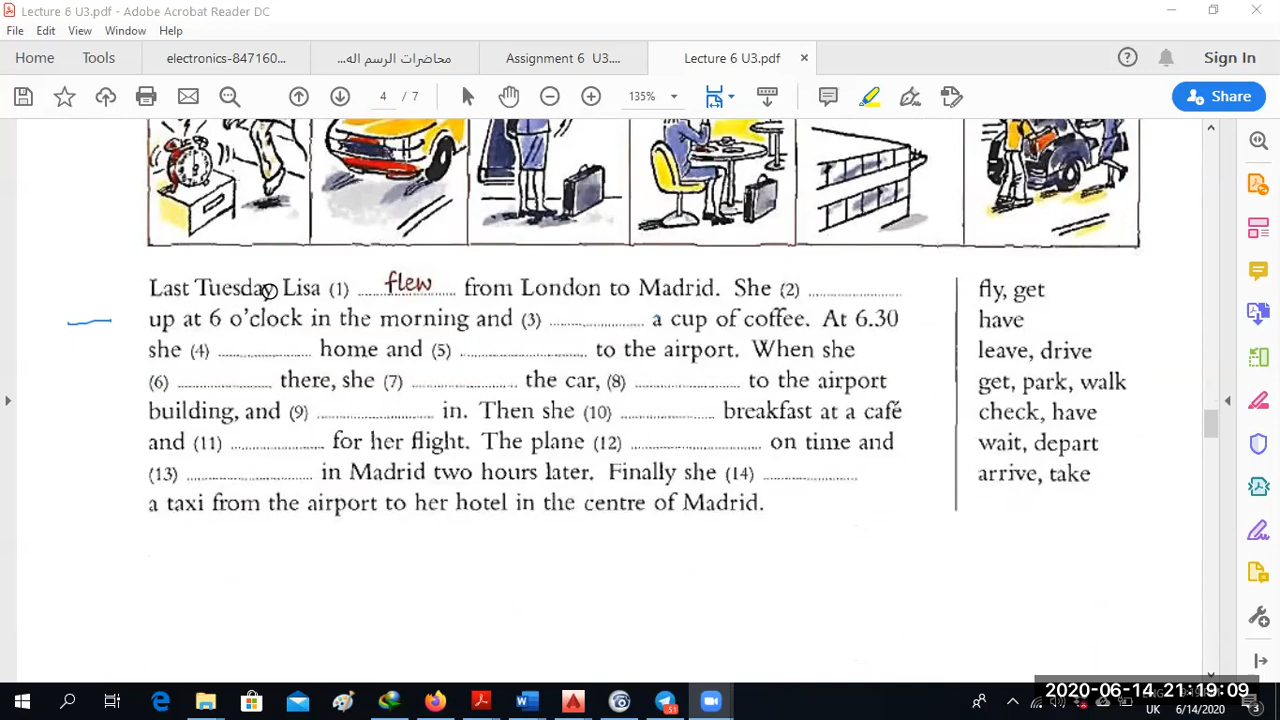 Lecture 6 U3.pdf - Adobe Acrobat Reader DC
File Edit View Window Help
Home Tools electronics-847160... محاضرات الرسم اله... Assignment 6 U3.... Lecture 6 U3.pdf × Sign In
4 / 7 135% Share
Last Tuesday Lisa (1) flew from London to Madrid. She (2) ............ fly, get
up at 6 o'clock in the morning and (3) ............ a cup of coffee. At 6.30 have
she (4) ............ home and (5) ............ to the airport. When she leave, drive
(6) ............ there, she (7) ............ the car, (8) ............ to the airport get, park, walk
building, and (9) ............ in. Then she (10) ............ breakfast at a café check, have
and (11) ............ for her flight. The plane (12) ............ on time and wait, depart
(13) ............ in Madrid two hours later. Finally she (14) ............ arrive, take
a taxi from the airport to her hotel in the centre of Madrid.
2020-06-14 21:19:09
UK 6/14/2020